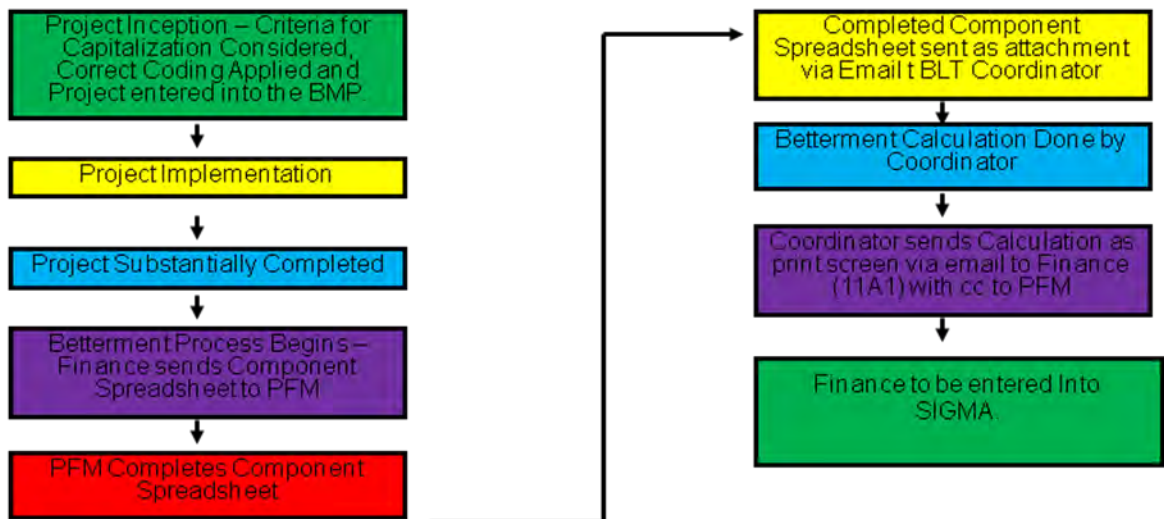 Project Inception – Criteria for
Capitalization Considered,
Correct Coding Applied and
Project entered into the BMP.
Project Implementation
Project Substantially Completed
Betterment Process Begins –
Finance sends Component
Spreadsheet to PFM
PFM Completes Component
Spreadsheet
Completed Component
Spreadsheet sent as attachment
via Email t BLT Coordinator
Betterment Calculation Done by
Coordinator
Coordinator sends Calculation as
print screen via email to Finance
(11A1) with cc to PFM
Finance to be entered Into
SIGMA.